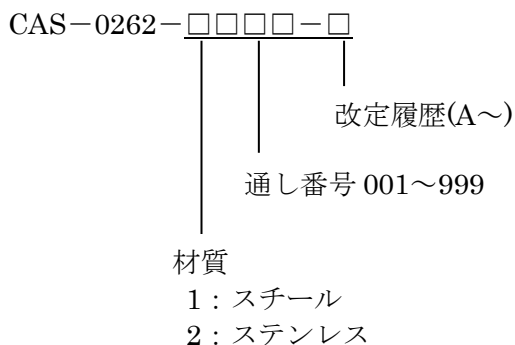 CAS－0262－□□□□－□
改定履歴(A～)
通し番号 001～999
材質
1：スチール
2：ステンレス